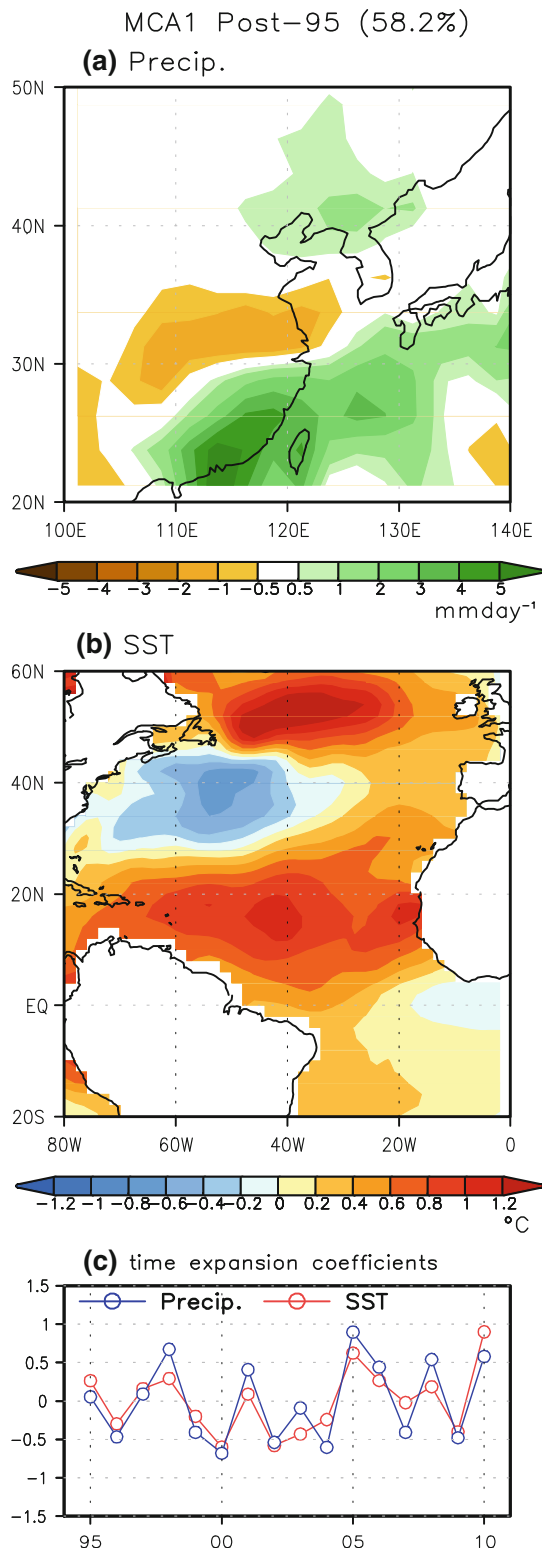 MCA1 Post-95 (58.2%)
(a) Precip.
50N
40N
30N
20N
100E 110E 120E 130E 140E
-5 -4 -3 -2 -1 -0.5 0.5 1 2 3 4 5
mmday⁻¹
(b) SST
60N
40N
20N
EQ
20S
80W 60W 40W 20W 0
-1.2 -1 -0.8 -0.6 -0.4 -0.2 0 0.2 0.4 0.6 0.8 1 1.2
°C
(c) time expansion coefficients
1.5
Precip. SST
1
0.5
0
-0.5
-1
-1.5
95 00 05 10